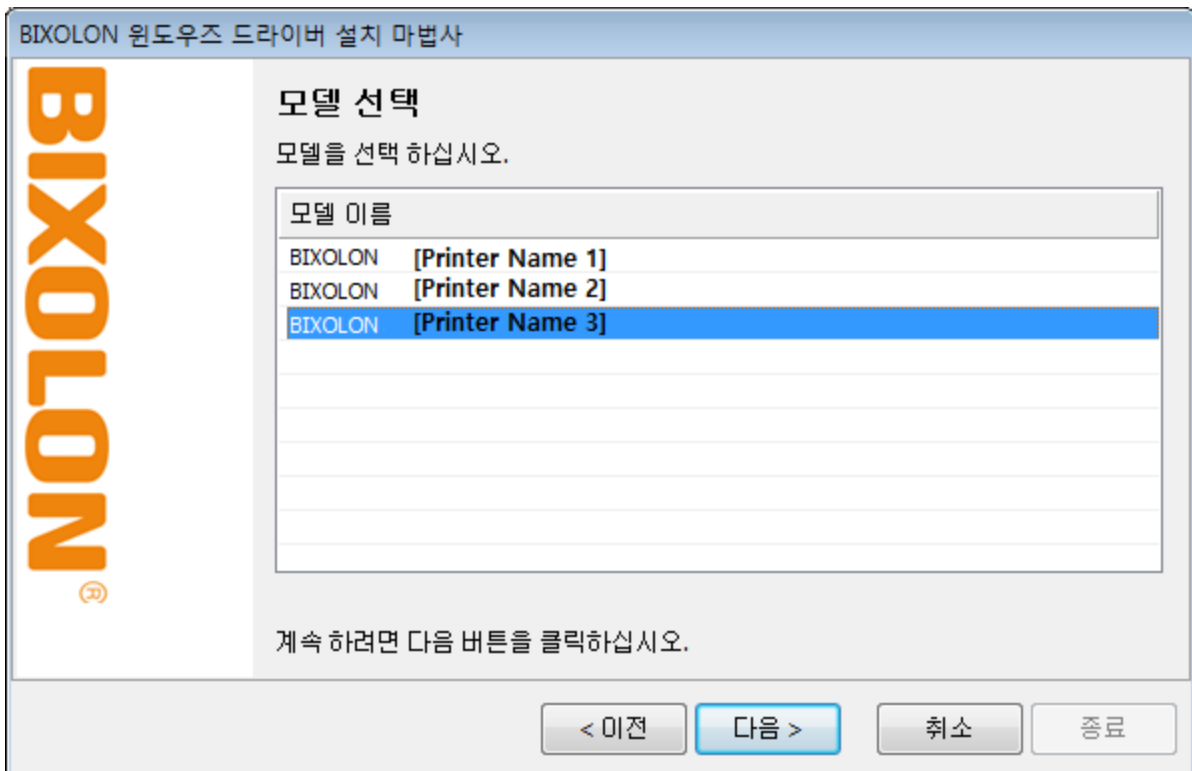 BIXOLON 윈도우즈 드라이버 설치 마법사
BIXOLON®
모델 선택
모델을 선택 하십시오.
모델 이름
BIXOLON [Printer Name 1]
BIXOLON [Printer Name 2]
BIXOLON [Printer Name 3]
계속 하려면 다음 버튼을 클릭하십시오.
< 이전 다음 > 취소 종료